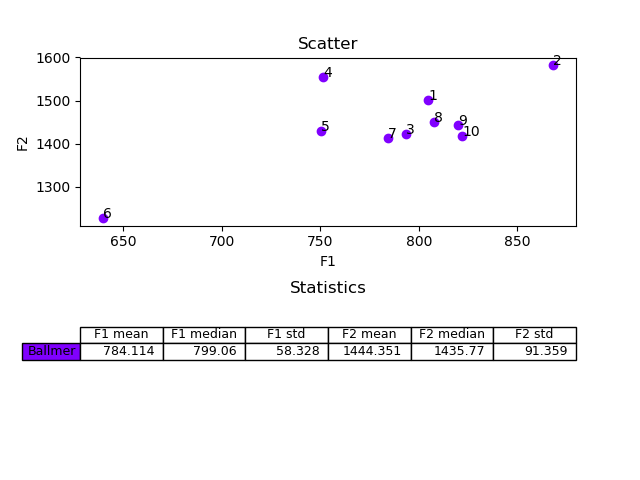 Scatter
F2
1600
1500
1400
1300
2
4
1
5
8
9
7
3
10
6
650 700 750 800 850
F1
Statistics
F1 mean F1 median F1 std F2 mean F2 median F2 std
Ballmer 784.114 799.06 58.328 1444.351 1435.77 91.359